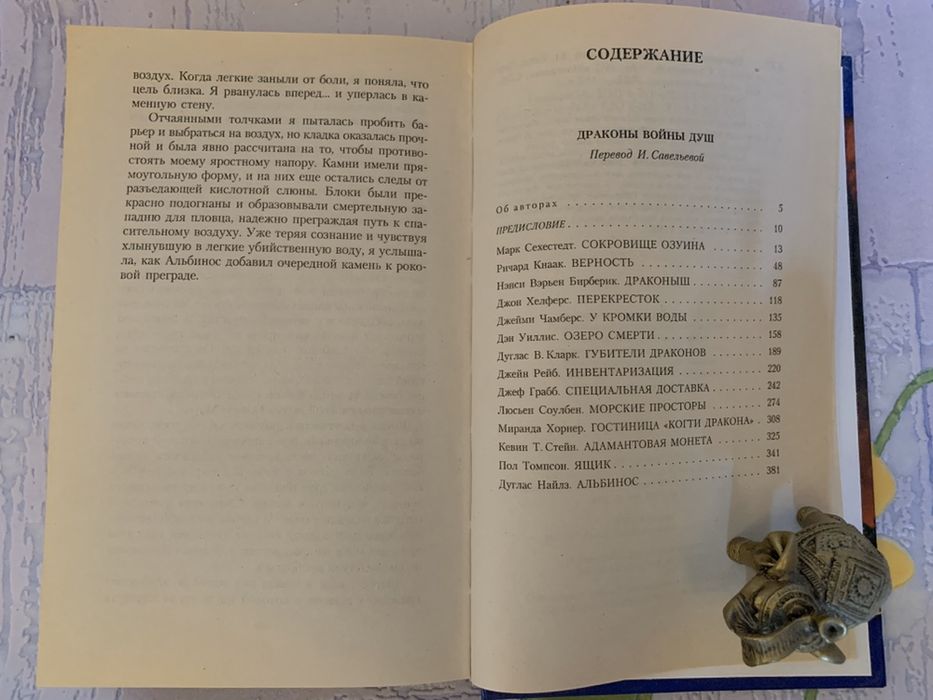 воздух. Когда легкие заныли от боли, я поняла, что
цель близка. Я рванулась вперед... и уперлась в ка-
менную стену.
Отчаянными толчками я пыталась пробить ба-
рьер и выбраться на воздух, но кладка оказалась проч-
ной и была явно рассчитана на то, чтобы противо-
стоять моему яростному напору. Камни имели пря-
моугольную форму, и на них еще остались следы от
разъедающей кислотной слюны. Блоки были пре-
красно подогнаны и образовывали смертельную за-
падню для пловца, надежно преграждая путь к спа-
сительному воздуху. Уже теряя сознание и чувствуя
хлынувшую в легкие убийственную воду, я услыша-
ла, как Альбинос добавил очередной камень к роко-
вой преграде.
СОДЕРЖАНИЕ
ДРАКОНЫ ВОЙНЫ ДУШ
Перевод И. Савельевой
Об авторах . . . . . . . . . . . . . . . . . . . . . . 5
ПРЕДИСЛОВИЕ . . . . . . . . . . . . . . . . . . . . . 10
Марк Сехестедт. СОКРОВИЩЕ ОЗУИНА . . . . . . 13
Ричард Кнаак. ВЕРНОСТЬ . . . . . . . . . . . . . 48
Нэнси Вэрьен Бирберик. ДРАКОНЫШ . . . . . . . . 87
Джон Хелферс. ПЕРЕКРЕСТОК . . . . . . . . . . . 118
Джейми Чамберс. У КРОМКИ ВОДЫ . . . . . . . . 135
Дэн Уиллис. ОЗЕРО СМЕРТИ . . . . . . . . . . . . 158
Дуглас В. Кларк. ГУБИТЕЛИ ДРАКОНОВ . . . . . . 189
Джейн Рейб. ИНВЕНТАРИЗАЦИЯ . . . . . . . . . . 220
Джеф Грабб. СПЕЦИАЛЬНАЯ ДОСТАВКА . . . . . . 242
Люсьен Соулбен. МОРСКИЕ ПРОСТОРЫ . . . . . . 274
Миранда Хорнер. ГОСТИНИЦА «КОГТИ ДРАКОНА» . 308
Кевин Т. Стейн. АДАМАНТОВАЯ МОНЕТА . . . . . 325
Пол Томпсон. ЯЩИК . . . . . . . . . . . . . . . . 341
Дуглас Найлз. АЛЬБИНОС . . . . . . . . . . . . . 381